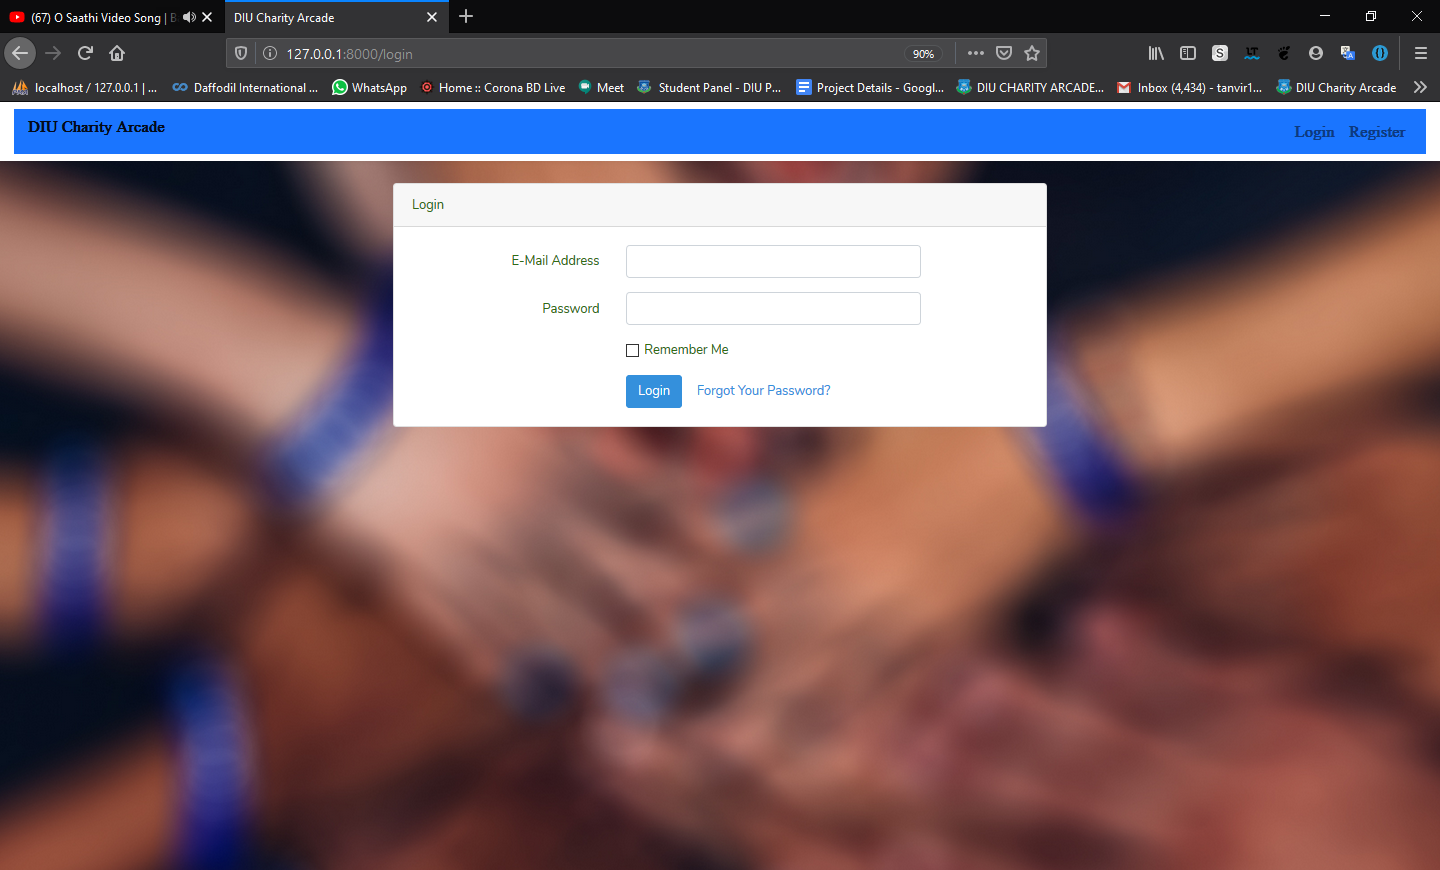 (67) O Saathi Video Song | B
DIU Charity Arcade
127.0.0.1:8000/login
90%
localhost / 127.0.0.1 | ...
Daffodil International ...
WhatsApp
Home :: Corona BD Live
Meet
Student Panel - DIU P...
Project Details - Googl...
DIU CHARITY ARCADE...
Inbox (4,434) - tanvir1...
DIU Charity Arcade
DIU Charity Arcade
Login
Register
Login
E-Mail Address
Password
Remember Me
Login
Forgot Your Password?